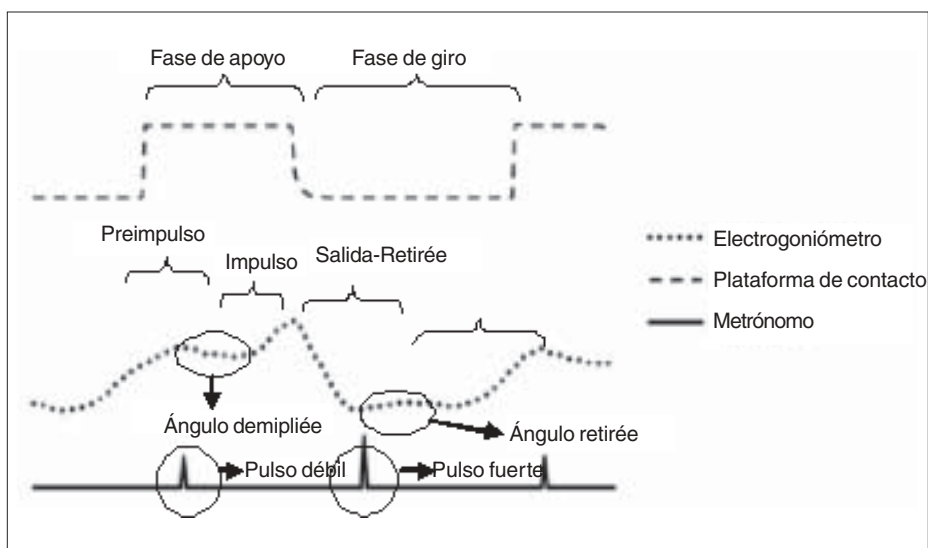 Fase de apoyo
Fase de giro
Preimpulso
Impulso
Salida-Retirée
Electrogoniómetro
Plataforma de contacto
Metrónomo
Ángulo demipliée
Ángulo retirée
Pulso débil
Pulso fuerte